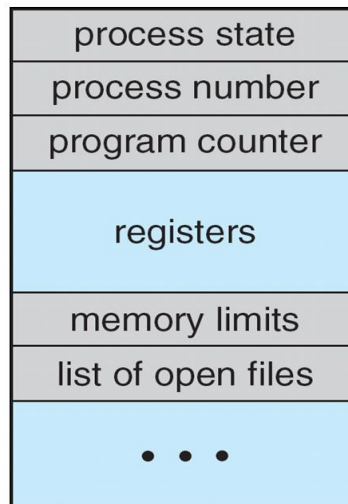 process state
process number
program counter
registers
memory limits
list of open files
• • •